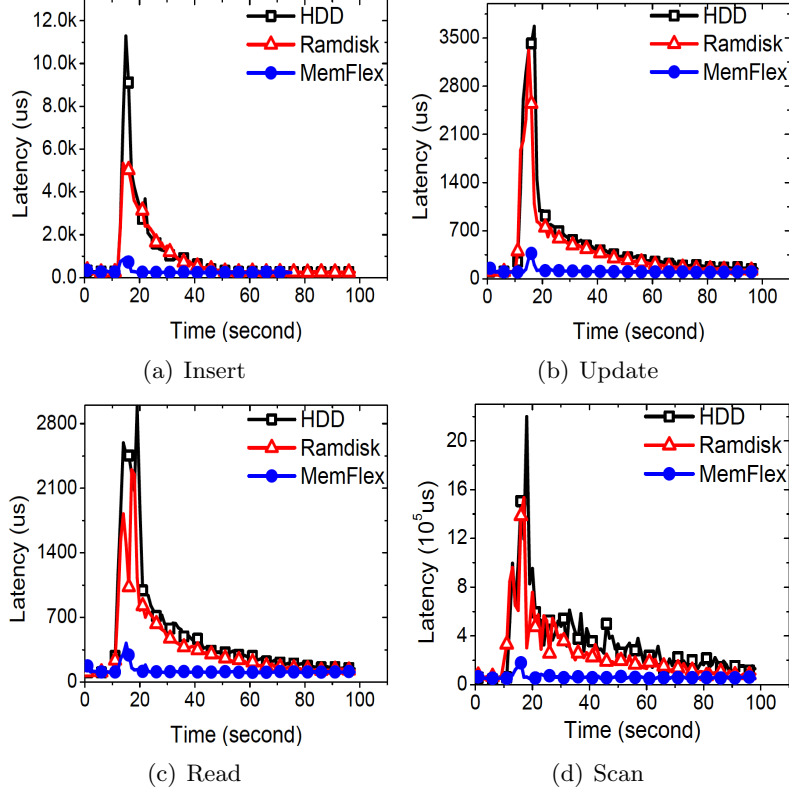 HDD
Ramdisk
MemFlex
12.0k
10.0k
8.0k
6.0k
4.0k
2.0k
0.0
0 20 40 60 80 100
Latency (us)
Time (second)
(a) Insert
HDD
Ramdisk
MemFlex
3500
2800
2100
1400
700
0
0 20 40 60 80 100
Latency (us)
Time (second)
(b) Update
HDD
Ramdisk
MemFlex
2800
2100
1400
700
0
0 20 40 60 80 100
Latency (us)
Time (second)
(c) Read
HDD
Ramdisk
MemFlex
20
16
12
8
4
0
0 20 40 60 80 100
Latency (10⁵us)
Time (second)
(d) Scan